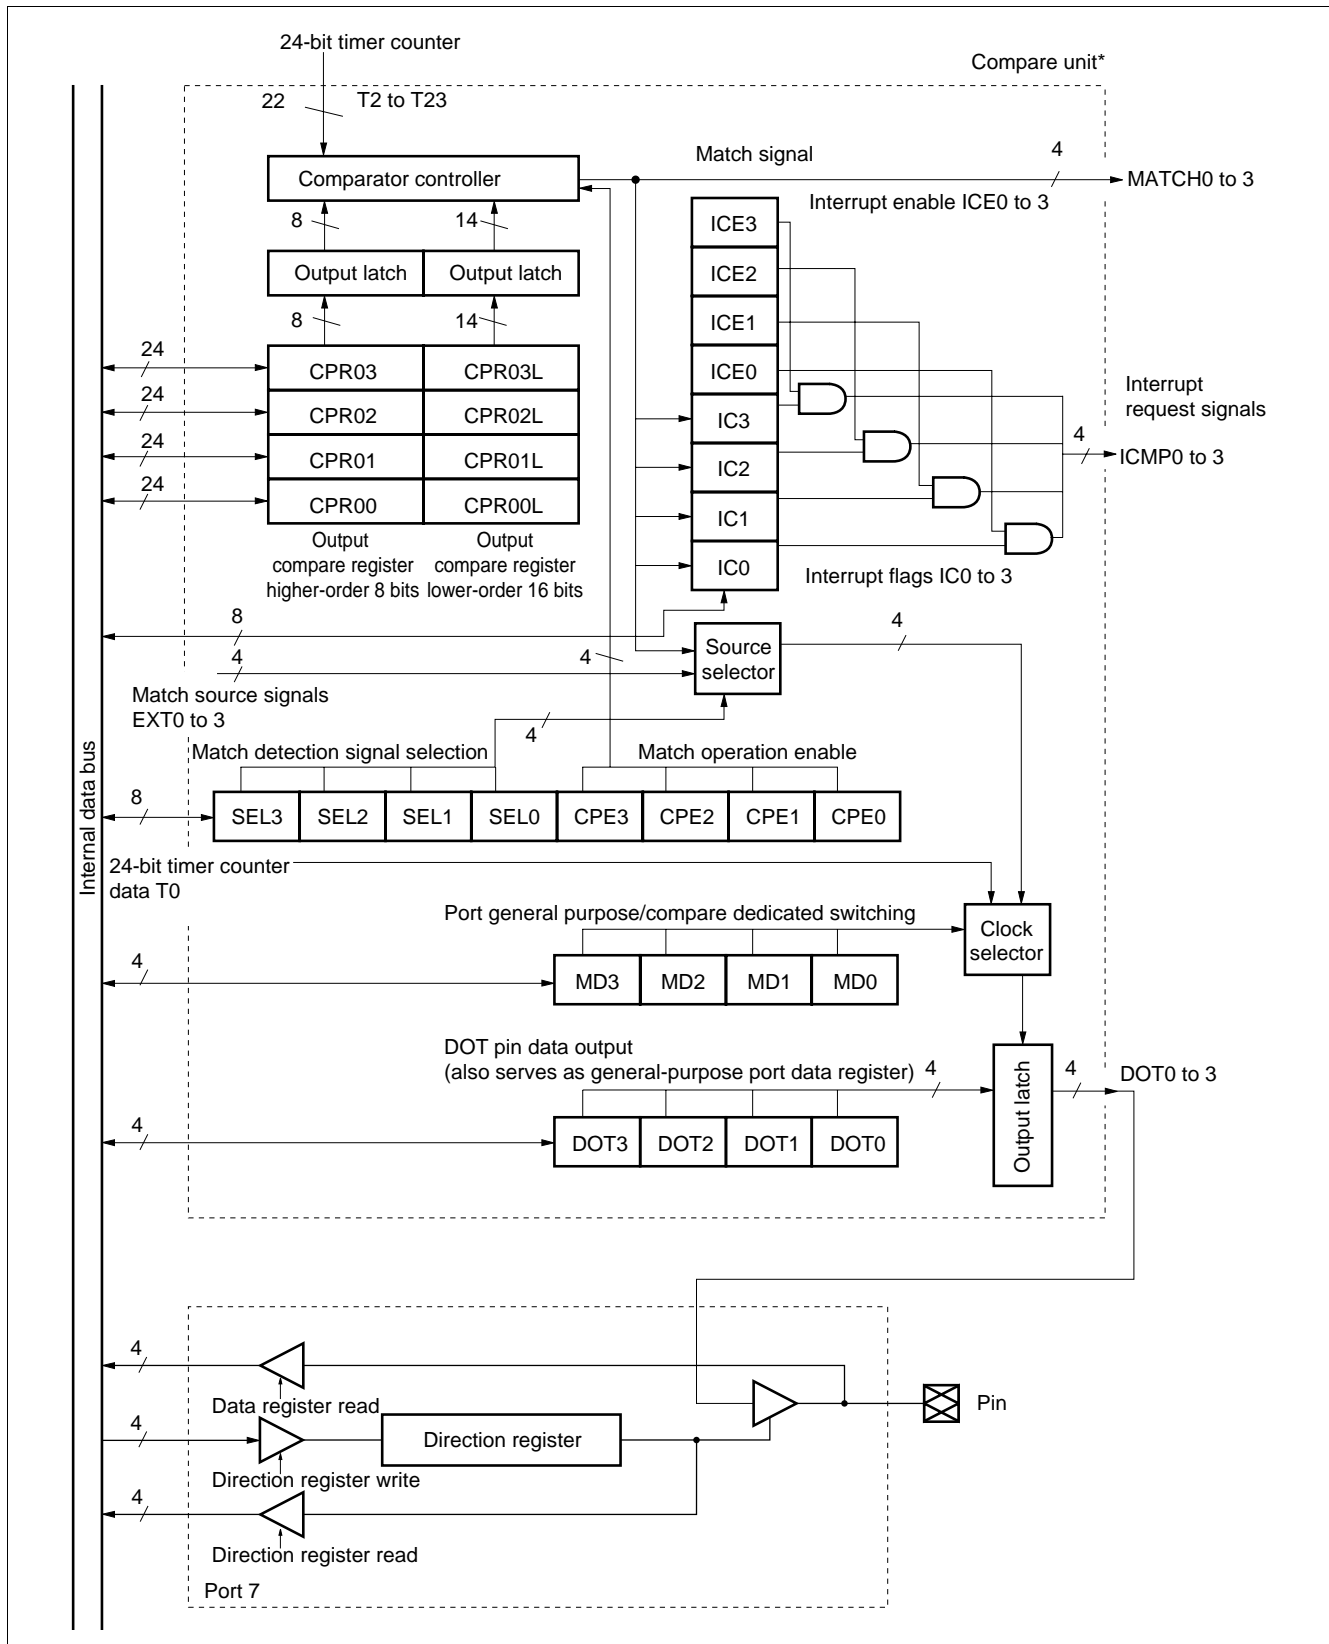 24-bit timer counter
Compare unit*
22
T2 to T23
Match signal
4
Comparator controller
MATCH0 to 3
Interrupt enable ICE0 to 3
8
14
ICE3
Output latch
Output latch
ICE2
8
14
ICE1
24
CPR03
CPR03L
ICE0
Interrupt
request signals
24
CPR02
CPR02L
IC3
4
24
CPR01
CPR01L
IC2
ICMP0 to 3
24
CPR00
CPR00L
IC1
Output
compare register
higher-order 8 bits
Output
compare register
lower-order 16 bits
IC0
Interrupt flags IC0 to 3
8
4
4
4
Source
selector
Match source signals
EXT0 to 3
4
Match detection signal selection
Match operation enable
Internal data bus
8
SEL3
SEL2
SEL1
SEL0
CPE3
CPE2
CPE1
CPE0
24-bit timer counter
data T0
Port general purpose/compare dedicated switching
Clock
selector
4
MD3
MD2
MD1
MD0
DOT pin data output
(also serves as general-purpose port data register)
4
4
DOT0 to 3
Output latch
4
DOT3
DOT2
DOT1
DOT0
4
Data register read
Pin
4
Direction register
Direction register write
4
Direction register read
Port 7